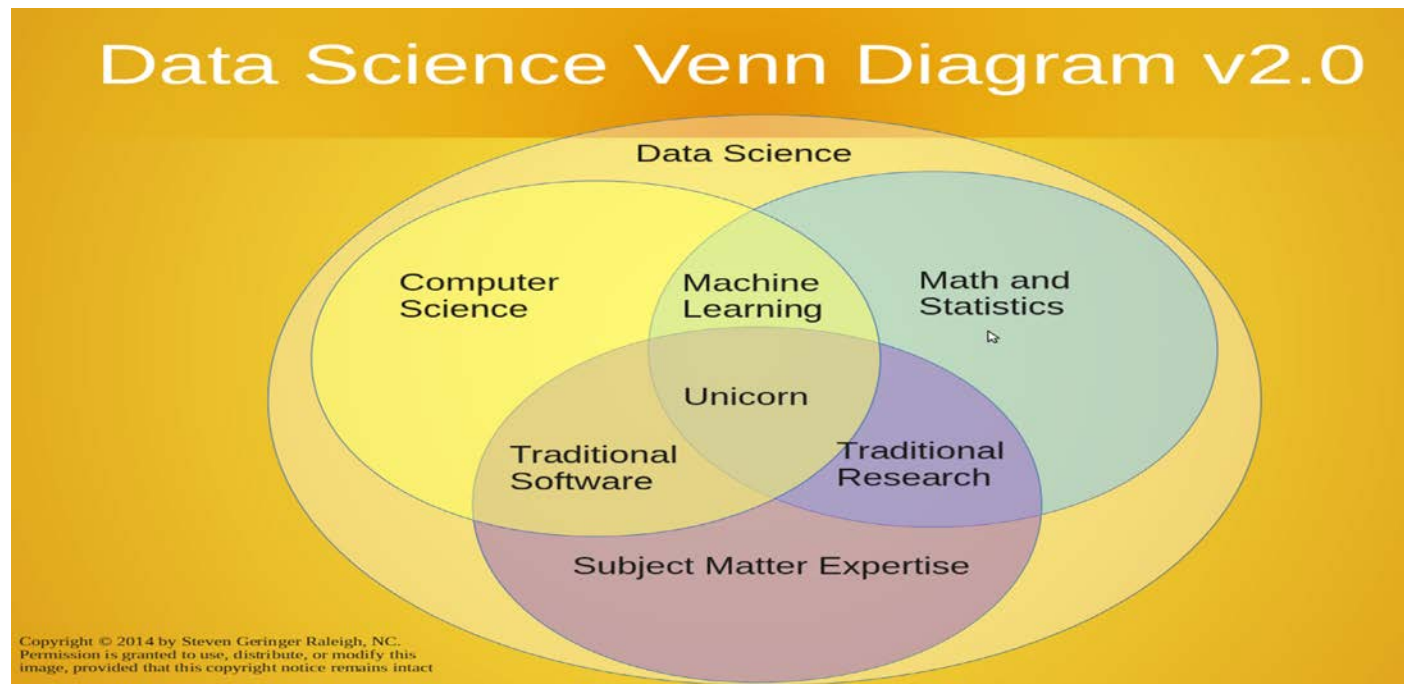 Data Science Venn Diagram v2.0
Data Science
Computer
Science
Machine
Learning
Math and
Statistics
Unicorn
Traditional
Software
Traditional
Research
Subject Matter Expertise
Copyright © 2014 by Steven Geringer Raleigh, NC.
Permission is granted to use, distribute, or modify this
image, provided that this copyright notice remains intact